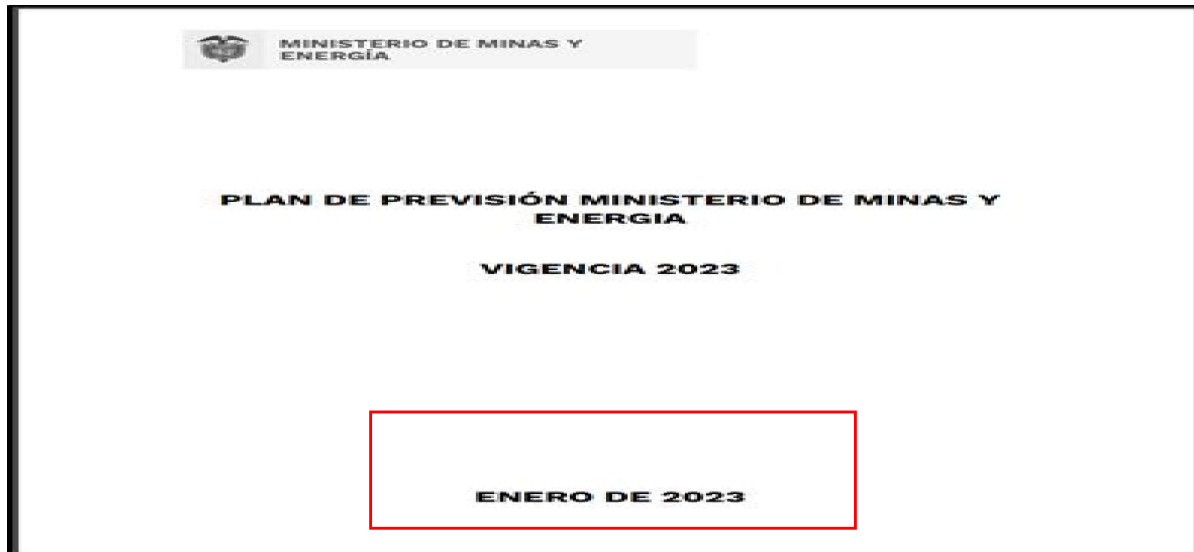 MINISTERIO DE MINAS Y
ENERGÍA
PLAN DE PREVISIÓN MINISTERIO DE MINAS Y
ENERGIA
VIGENCIA 2023
ENERO DE 2023